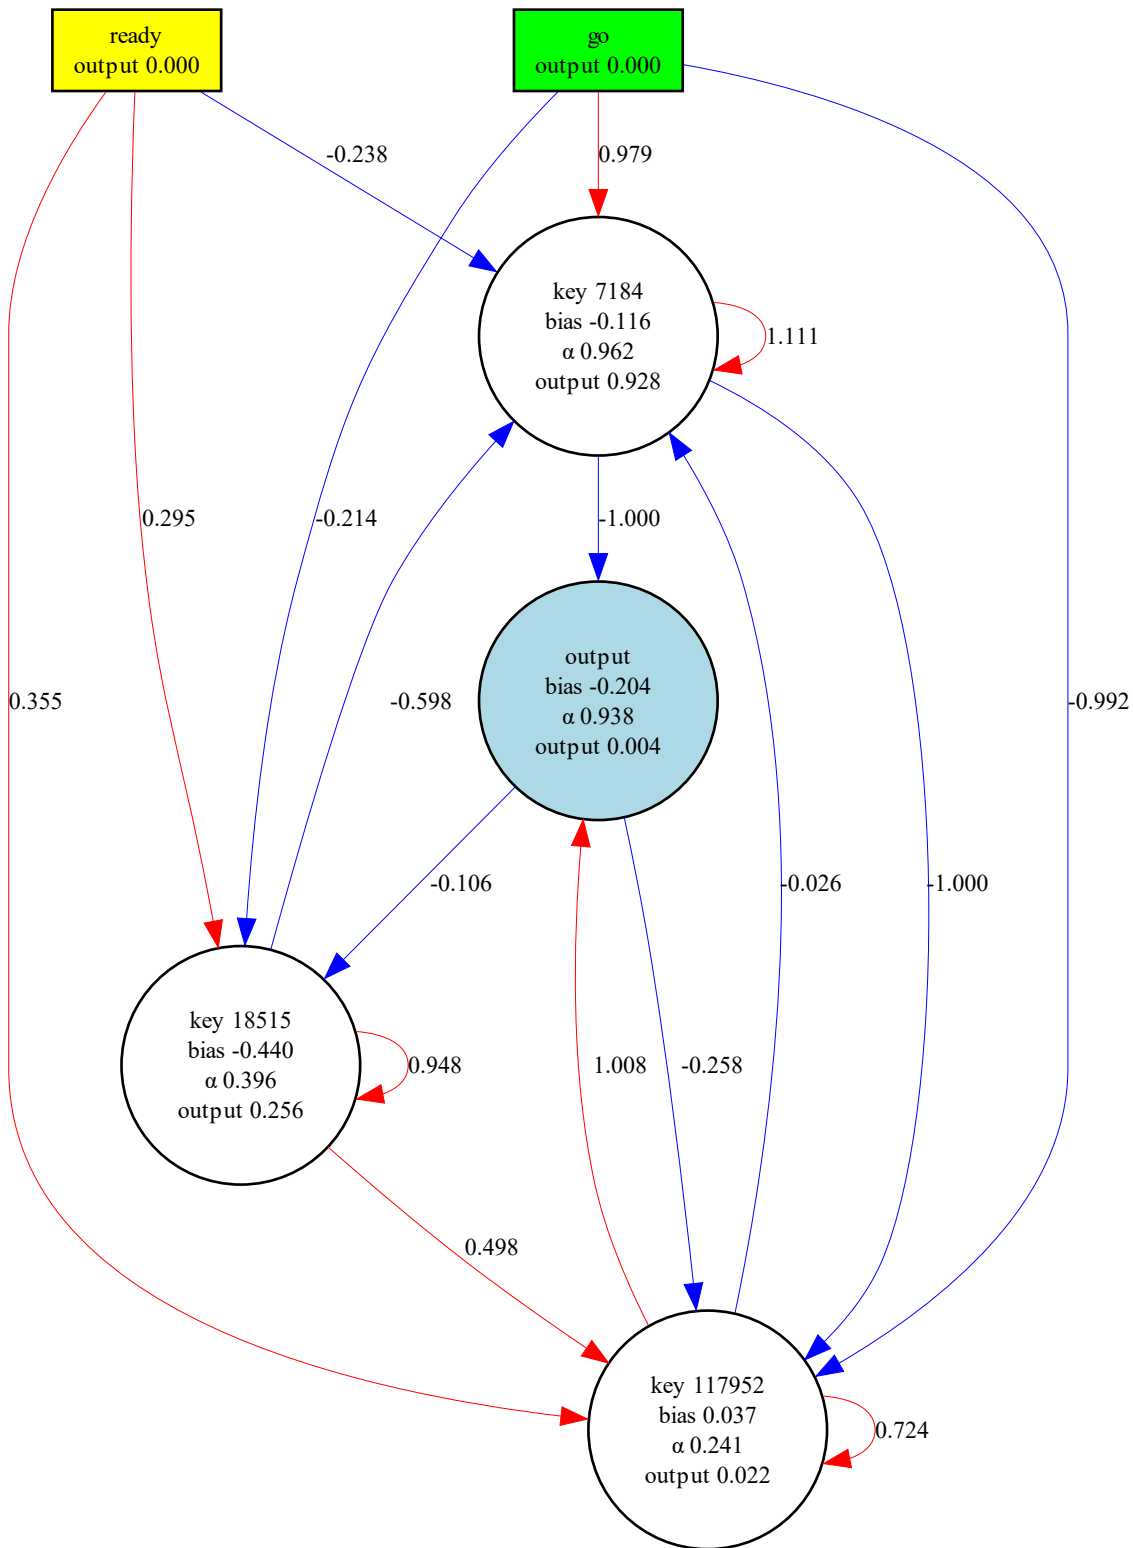 ready
output 0.000
go
output 0.000
-0.238
0.979
key 7184
bias -0.116
α 0.962
output 0.928
1.111
0.295
-0.214
-1.000
output
bias -0.204
α 0.938
output 0.004
0.355
-0.598
-0.992
-0.106
-0.026
-1.000
key 18515
bias -0.440
α 0.396
output 0.256
0.948
1.008
-0.258
0.498
key 117952
bias 0.037
α 0.241
output 0.022
0.724